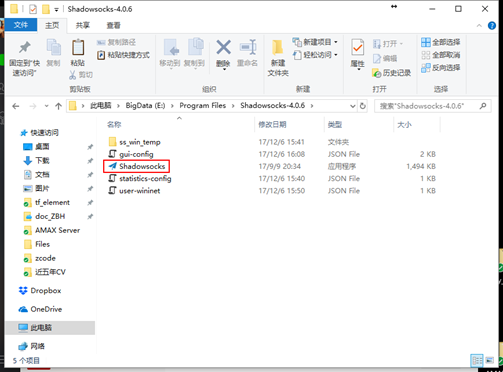 Shadowsocks-4.0.6
文件 主页 共享 查看
固定到"快速访问" 复制 粘贴 复制路径 粘贴快捷方式 剪切 移动到 复制到 删除 重命名 新建文件夹 新建项目 轻松访问 属性 打开 编辑 历史记录 全部选择 全部取消 反向选择
剪贴板 组织 新建 打开 选择
此电脑 > BigData (E:) > Program Files > Shadowsocks-4.0.6 搜索"Shadowsocks-4.0.6"
名称 修改日期 类型 大小
快速访问
桌面
下载
文档
图片
tf_element
doc_ZBH
AMAX Server
Files
zcode
近五年CV
Dropbox
OneDrive
此电脑
网络
ss_win_temp 17/12/6 15:41 文件夹
gui-config 17/12/6 16:08 JSON File 2 KB
Shadowsocks 17/9/9 20:34 应用程序 1,494 KB
statistics-config 17/12/6 15:40 JSON File 1 KB
user-wininet 17/12/6 15:50 JSON File 1 KB
5 个项目